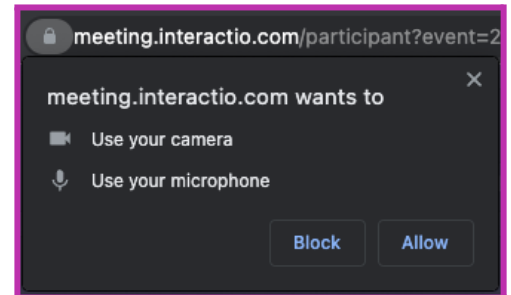 meeting.interactio.com/participant?event=2
meeting.interactio.com wants to
Use your camera
Use your microphone
Block Allow